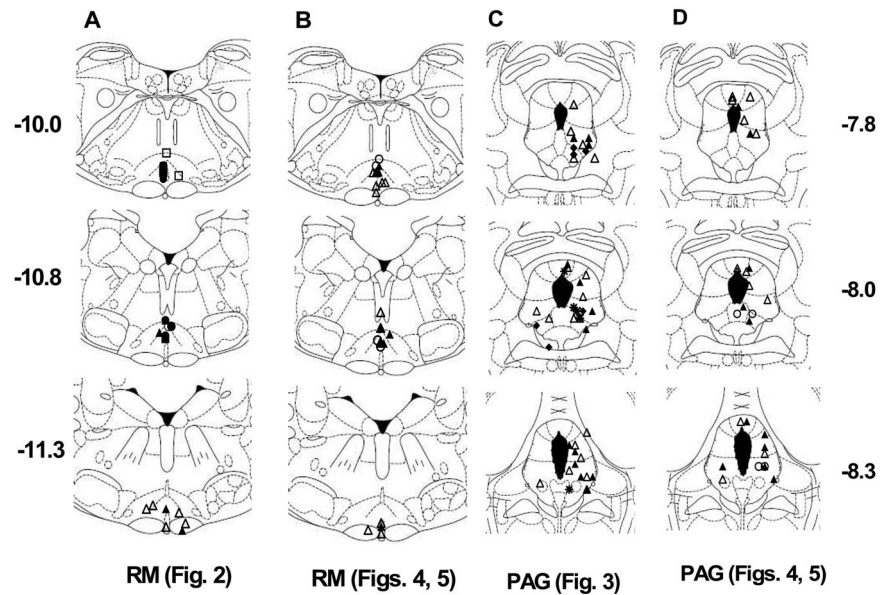 A B C D
-10.0 -7.8
-10.8 -8.0
-11.3 -8.3
RM (Fig. 2) RM (Figs. 4, 5) PAG (Fig. 3) PAG (Figs. 4, 5)